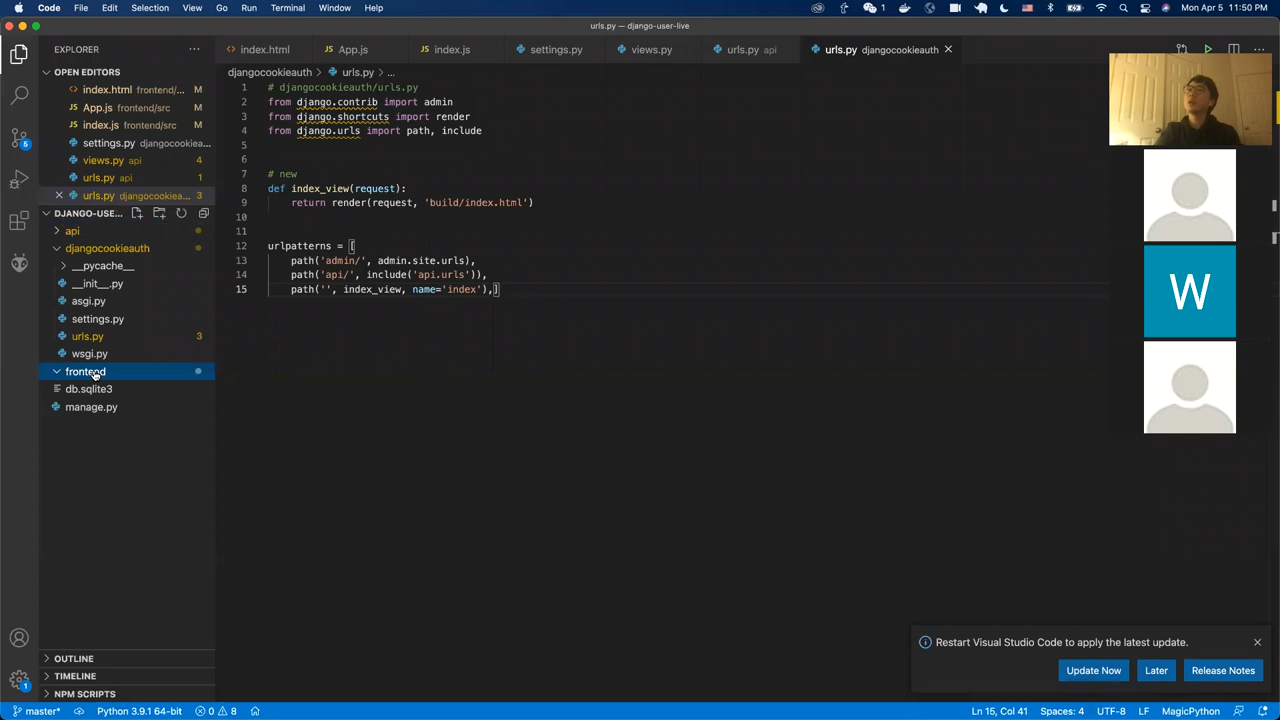 Code File Edit Selection View Go Run Terminal Window Help
1 Mon Apr 5 11:50 PM
urls.py — django-user-live
EXPLORER
index.html App.js index.js settings.py views.py urls.py api urls.py djangocookieauth
OPEN EDITORS
index.html frontend/... M
App.js frontend/src M
index.js frontend/src M
settings.py djangocookiea...
views.py api 4
urls.py api 1
urls.py djangocookiea... 3
DJANGO-USE...
api
djangocookieauth
__pycache__
__init__.py
asgi.py
settings.py
urls.py 3
wsgi.py
frontend
db.sqlite3
manage.py
OUTLINE
TIMELINE
NPM SCRIPTS
5
1
djangocookieauth > urls.py > ...
1 # djangocookieauth/urls.py
2 from django.contrib import admin
3 from django.shortcuts import render
4 from django.urls import path, include
5
6
7 # new
8 def index_view(request):
9 return render(request, 'build/index.html')
10
11
12 urlpatterns = [
13 path('admin/', admin.site.urls),
14 path('api/', include('api.urls')),
15 path('', index_view, name='index'),]
W
Restart Visual Studio Code to apply the latest update.
Update Now Later Release Notes
master* Python 3.9.1 64-bit 0 8 Ln 15, Col 41 Spaces: 4 UTF-8 LF MagicPython